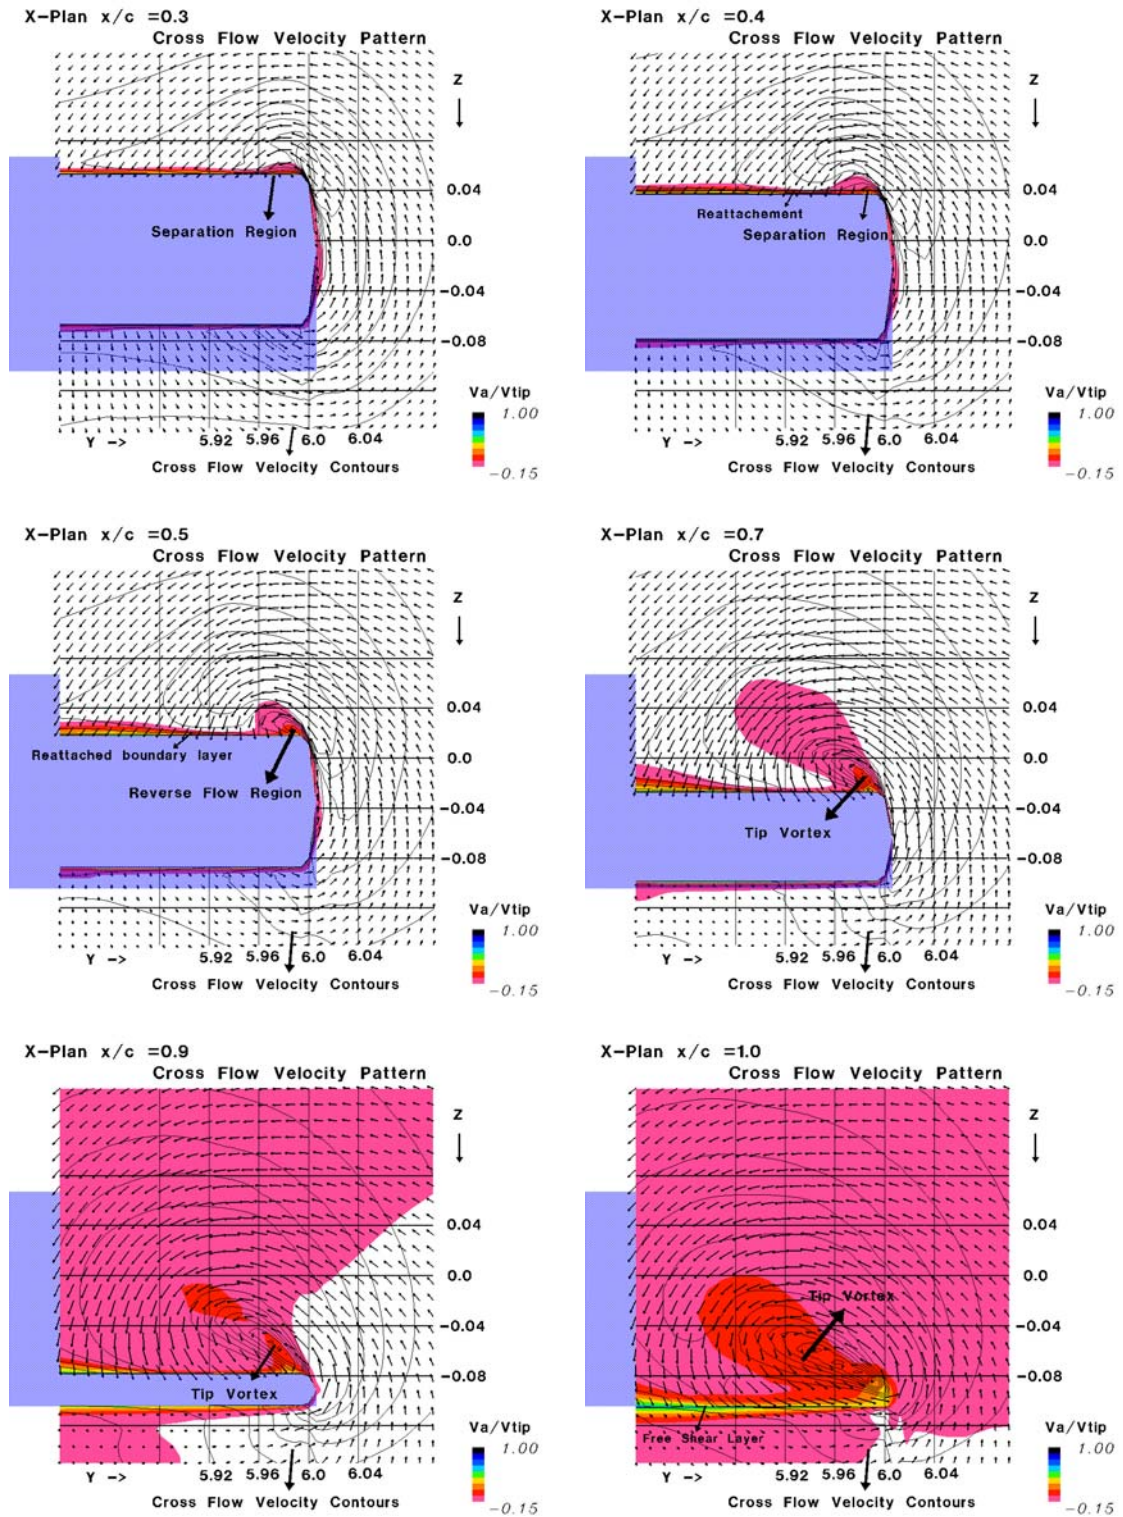 X-Plan x/c =0.3
Cross Flow Velocity Pattern
Z
Separation Region
0.04
0.0
-0.04
-0.08
Va/Vtip
1.00
-0.15
Y ->
5.92 5.96 6.0 6.04
Cross Flow Velocity Contours
X-Plan x/c =0.4
Cross Flow Velocity Pattern
Z
Reattachement
Separation Region
0.04
0.0
-0.04
-0.08
Va/Vtip
1.00
-0.15
Y ->
5.92 5.96 6.0 6.04
Cross Flow Velocity Contours
X-Plan x/c =0.5
Cross Flow Velocity Pattern
Z
Reattached boundary layer
Reverse Flow Region
0.04
0.0
-0.04
-0.08
Va/Vtip
1.00
-0.15
Y ->
5.92 5.96 6.0 6.04
Cross Flow Velocity Contours
X-Plan x/c =0.7
Cross Flow Velocity Pattern
Z
Tip Vortex
0.04
0.0
-0.04
-0.08
Va/Vtip
1.00
-0.15
Y ->
5.92 5.96 6.0 6.04
Cross Flow Velocity Contours
X-Plan x/c =0.9
Cross Flow Velocity Pattern
Z
Tip Vortex
0.04
0.0
-0.04
-0.08
Va/Vtip
1.00
-0.15
Y ->
5.92 5.96 6.0 6.04
Cross Flow Velocity Contours
X-Plan x/c =1.0
Cross Flow Velocity Pattern
Z
Tip Vortex
Free Shear Layer
0.04
0.0
-0.04
-0.08
Va/Vtip
1.00
-0.15
Y ->
5.92 5.96 6.0 6.04
Cross Flow Velocity Contours